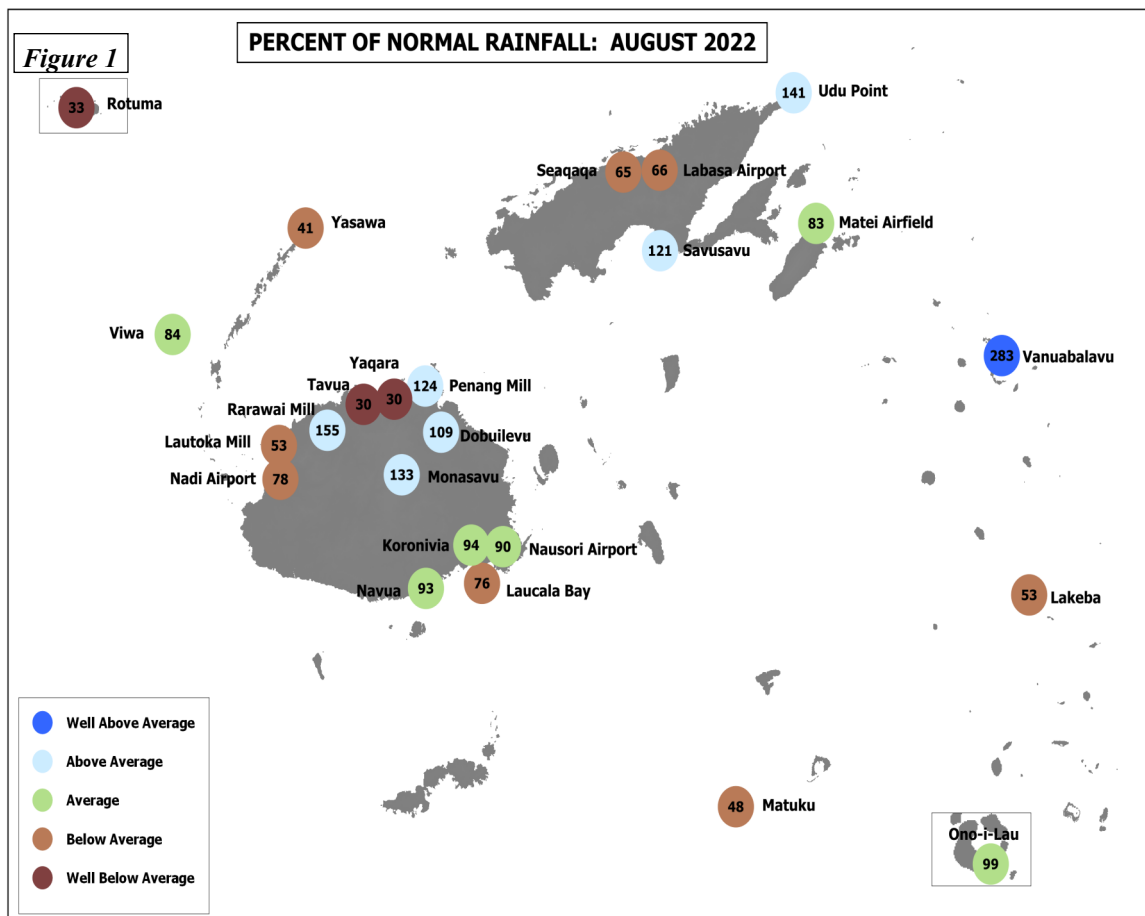 PERCENT OF NORMAL RAINFALL: AUGUST 2022
Figure 1
33
Rotuma
141
Udu Point
Seaqaqa
65
66
Labasa Airport
41
Yasawa
83
Matei Airfield
121
Savusavu
Viwa
84
283
Vanuabalavu
Yaqara
Tavua
30
30
124
Penang Mill
Rarawai Mill
155
109
Dobuilevu
Lautoka Mill
53
Nadi Airport
78
133
Monasavu
Koronivia
94
90
Nausori Airport
Navua
93
76
Laucala Bay
53
Lakeba
48
Matuku
Ono-i-Lau
99
Well Above Average
Above Average
Average
Below Average
Well Below Average